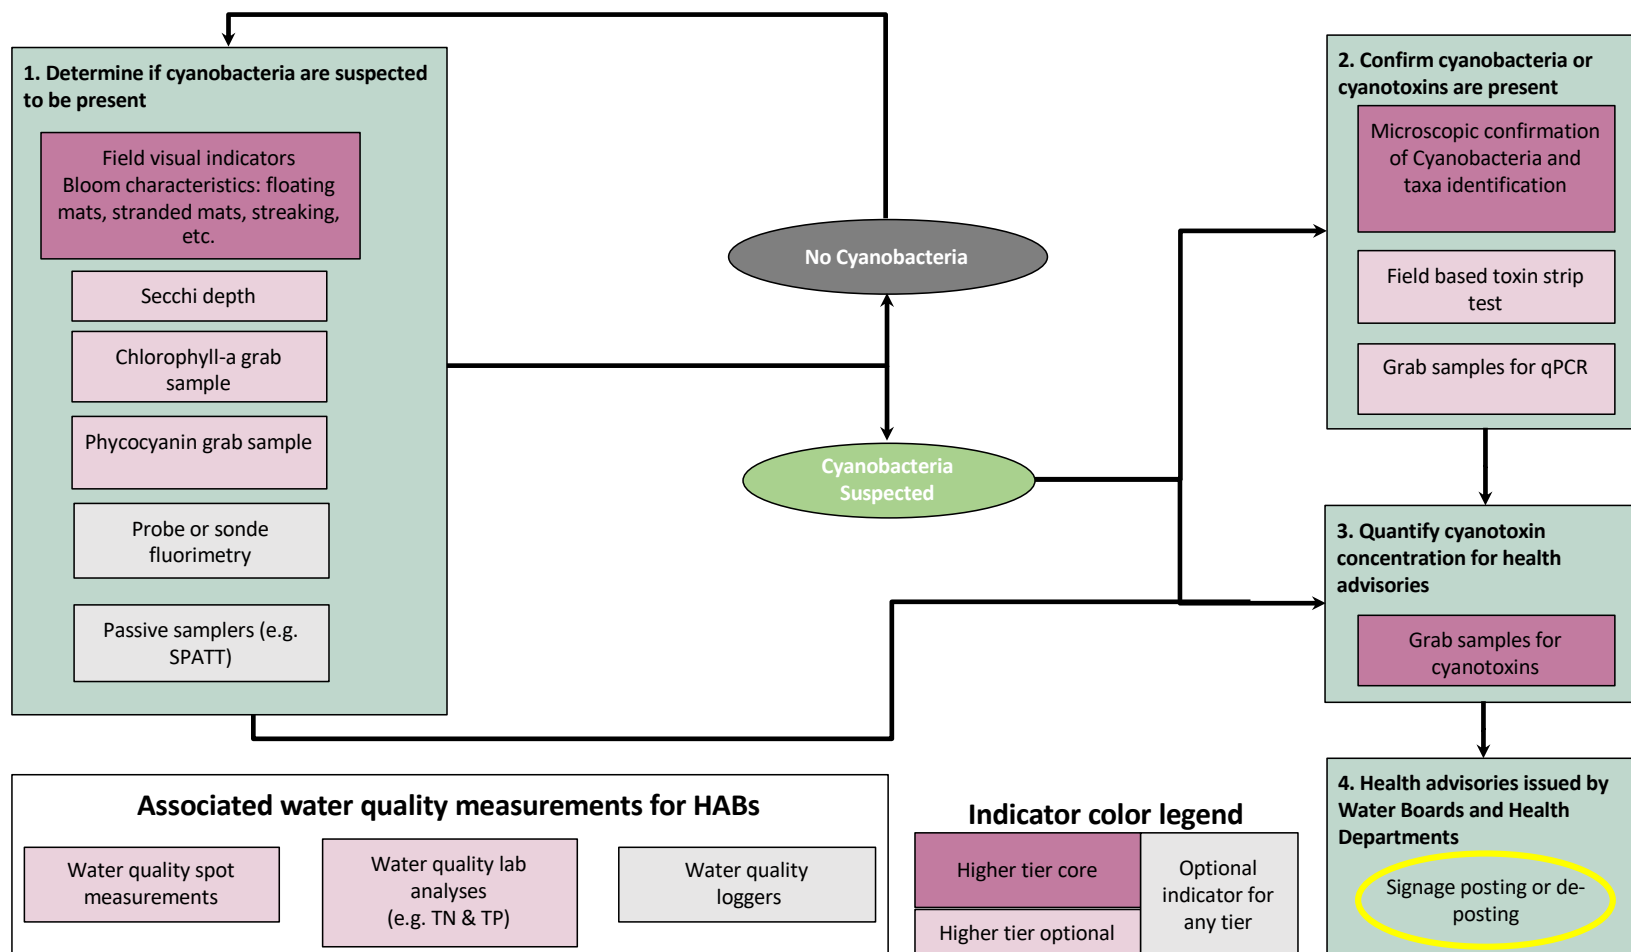 1. Determine if cyanobacteria are suspected
to be present
Field visual indicators
Bloom characteristics: floating
mats, stranded mats, streaking,
etc.
Secchi depth
Chlorophyll-a grab
sample
Phycocyanin grab sample
Probe or sonde
fluorimetry
Passive samplers (e.g.
SPATT)
No Cyanobacteria
Cyanobacteria
Suspected
2. Confirm cyanobacteria or
cyanotoxins are present
Microscopic confirmation
of Cyanobacteria and
taxa identification
Field based toxin strip
test
Grab samples for qPCR
3. Quantify cyanotoxin
concentration for health
advisories
Grab samples for
cyanotoxins
4. Health advisories issued by
Water Boards and Health
Departments
Signage posting or de-
posting
Associated water quality measurements for HABs
Water quality spot
measurements
Water quality lab
analyses
(e.g. TN & TP)
Water quality
loggers
Indicator color legend
Higher tier core
Higher tier optional
Optional
indicator for
any tier